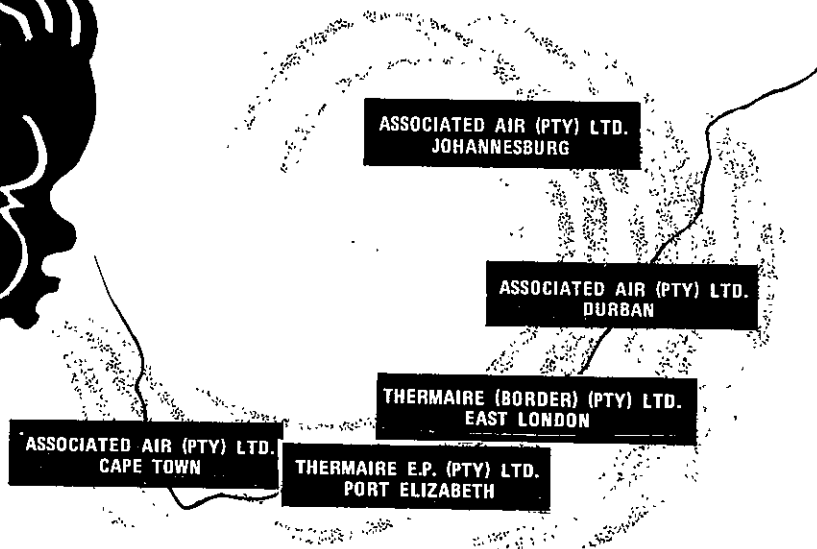 ASSOCIATED AIR (PTY) LTD.
JOHANNESBURG
ASSOCIATED AIR (PTY) LTD.
DURBAN
THERMAIRE (BORDER) (PTY) LTD.
EAST LONDON
ASSOCIATED AIR (PTY) LTD.
CAPE TOWN
THERMAIRE E.P. (PTY) LTD.
PORT ELIZABETH